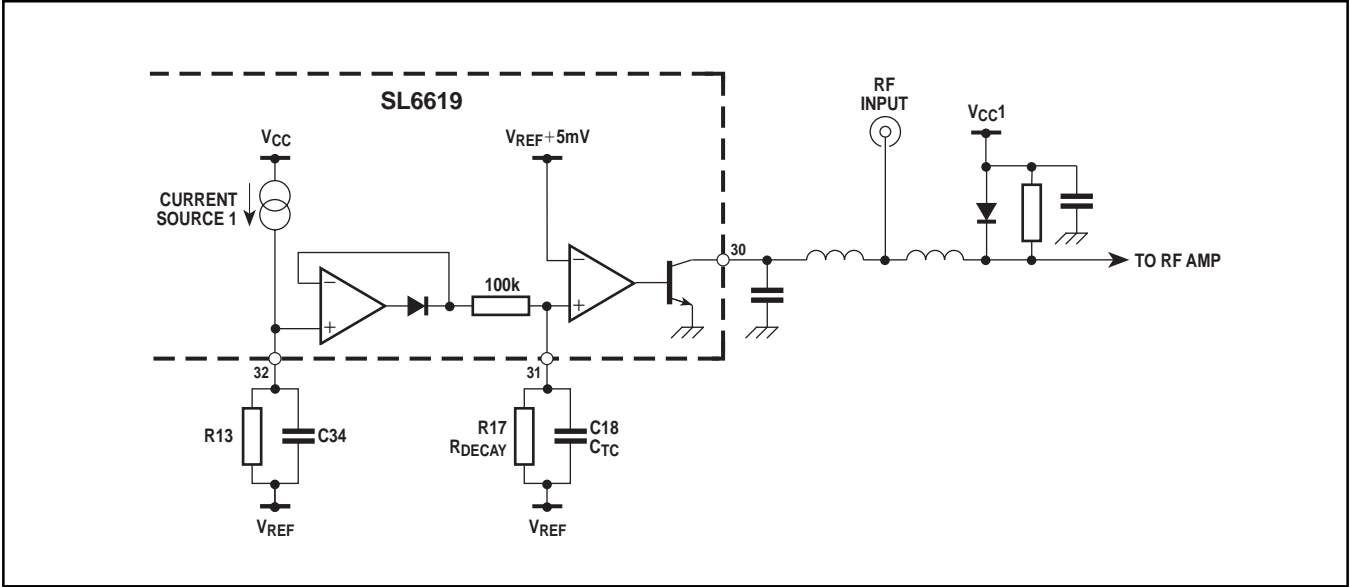 SL6619
RF
INPUT
VCC1
VCC
VREF+5mV
CURRENT
SOURCE 1
30
TO RF AMP
100k
−
+
−
+
32
31
R13
C34
R17
RDECAY
C18
CTC
VREF
VREF